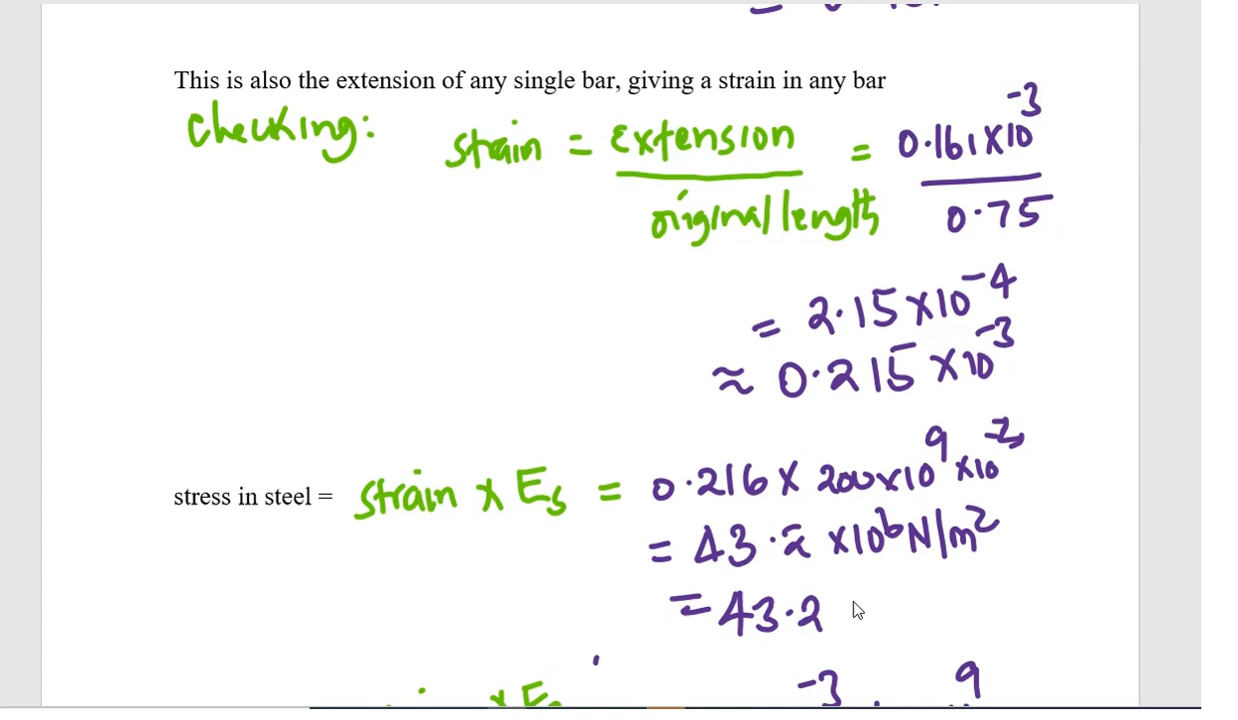 This is also the extension of any single bar, giving a strain in any bar
checking: strain = Extension / original length = 0.161×10^-3 / 0.75
= 2.15×10^-4
≈ 0.215×10^-3
stress in steel = strain × Es = 0.216 × 200×10^9 ×10^-3
= 43.2 ×10^6 N/m^2
= 43.2
× E
-3 9